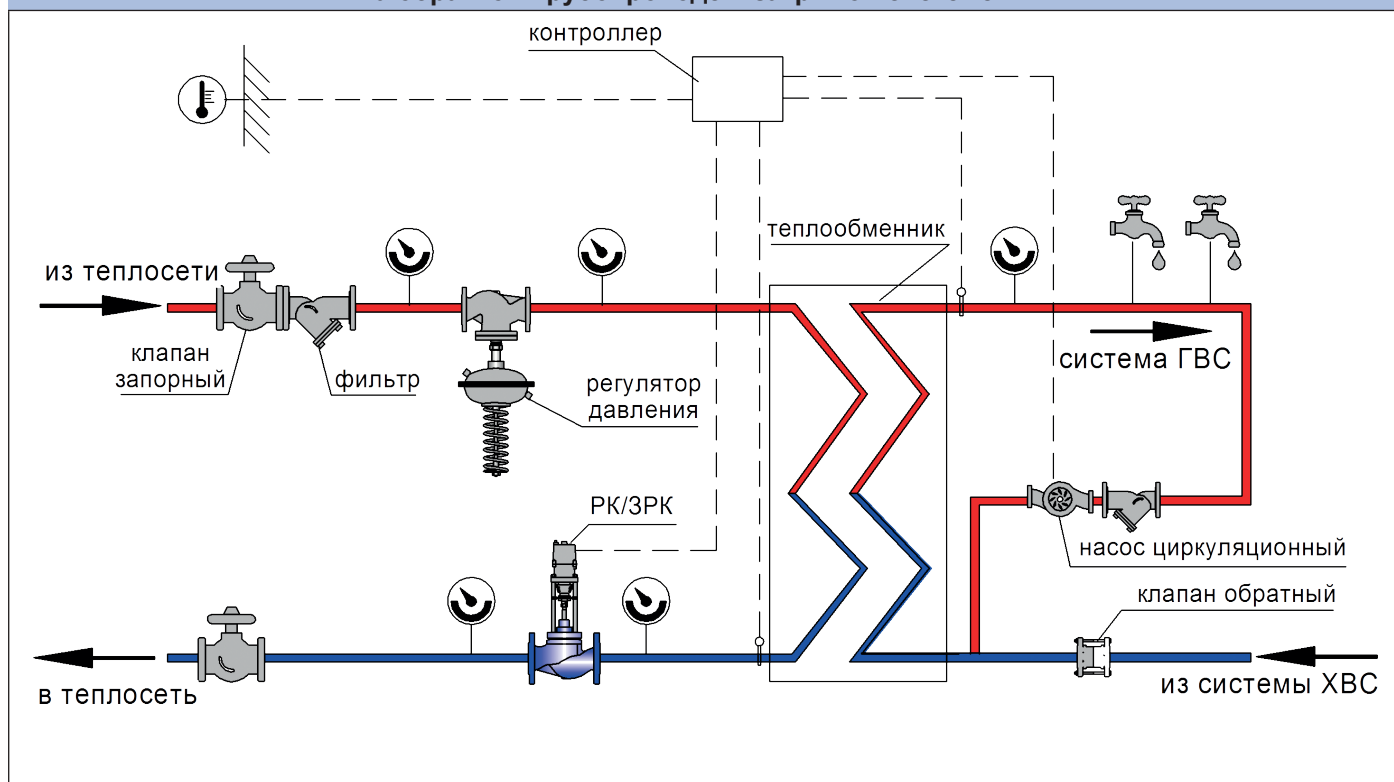 контроллер
теплообменник
из теплосети
клапан
запорный
фильтр
регулятор
давления
система ГВС
РК/ЗРК
насос циркуляционный
клапан обратный
в теплосеть
из системы ХВС